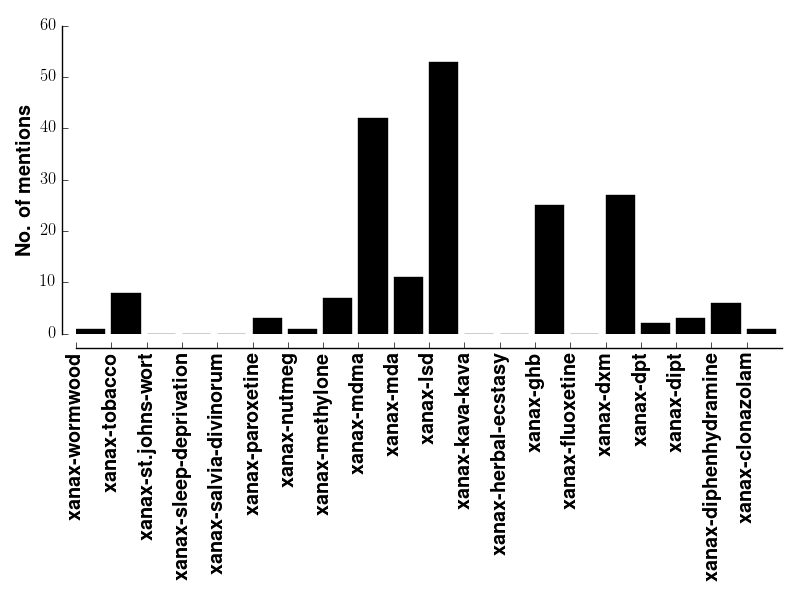 60
50
40
30
20
10
0
No. of mentions
xanax-wormwood
xanax-tobacco
xanax-st.johns-wort
xanax-sleep-deprivation
xanax-salvia-divinorum
xanax-paroxetine
xanax-nutmeg
xanax-methylone
xanax-mdma
xanax-mda
xanax-lsd
xanax-kava-kava
xanax-herbal-ecstasy
xanax-ghb
xanax-fluoxetine
xanax-dxm
xanax-dpt
xanax-dipt
xanax-diphenhydramine
xanax-clonazolam